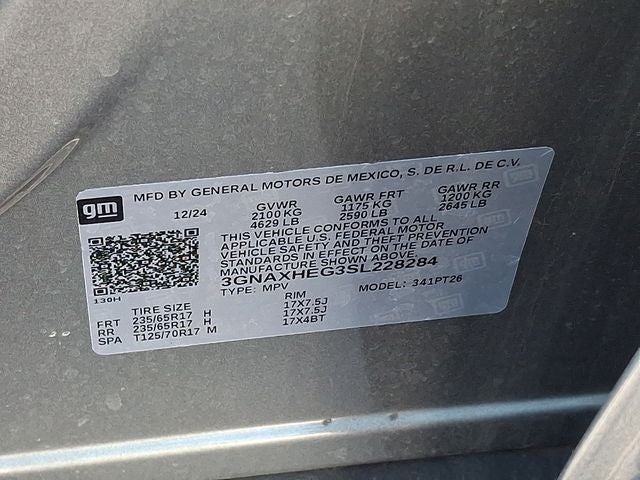 gm
MFD BY GENERAL MOTORS DE MEXICO, S. DE R.L. DE C.V.
12/24 GVWR GAWR FRT GAWR RR
2100 KG 1175 KG 1200 KG
4629 LB 2590 LB 2645 LB
THIS VEHICLE CONFORMS TO ALL
APPLICABLE U.S. FEDERAL MOTOR
VEHICLE SAFETY AND THEFT PREVENTION
STANDARDS IN EFFECT ON THE DATE OF
MANUFACTURE SHOWN ABOVE.
3GNAXHEG3SL228284
TYPE: MPV MODEL: 341PT26
130H
TIRE SIZE RIM
FRT 235/65R17 H 17X7.5J
RR 235/65R17 H 17X7.5J
SPA T125/70R17 M 17X4BT